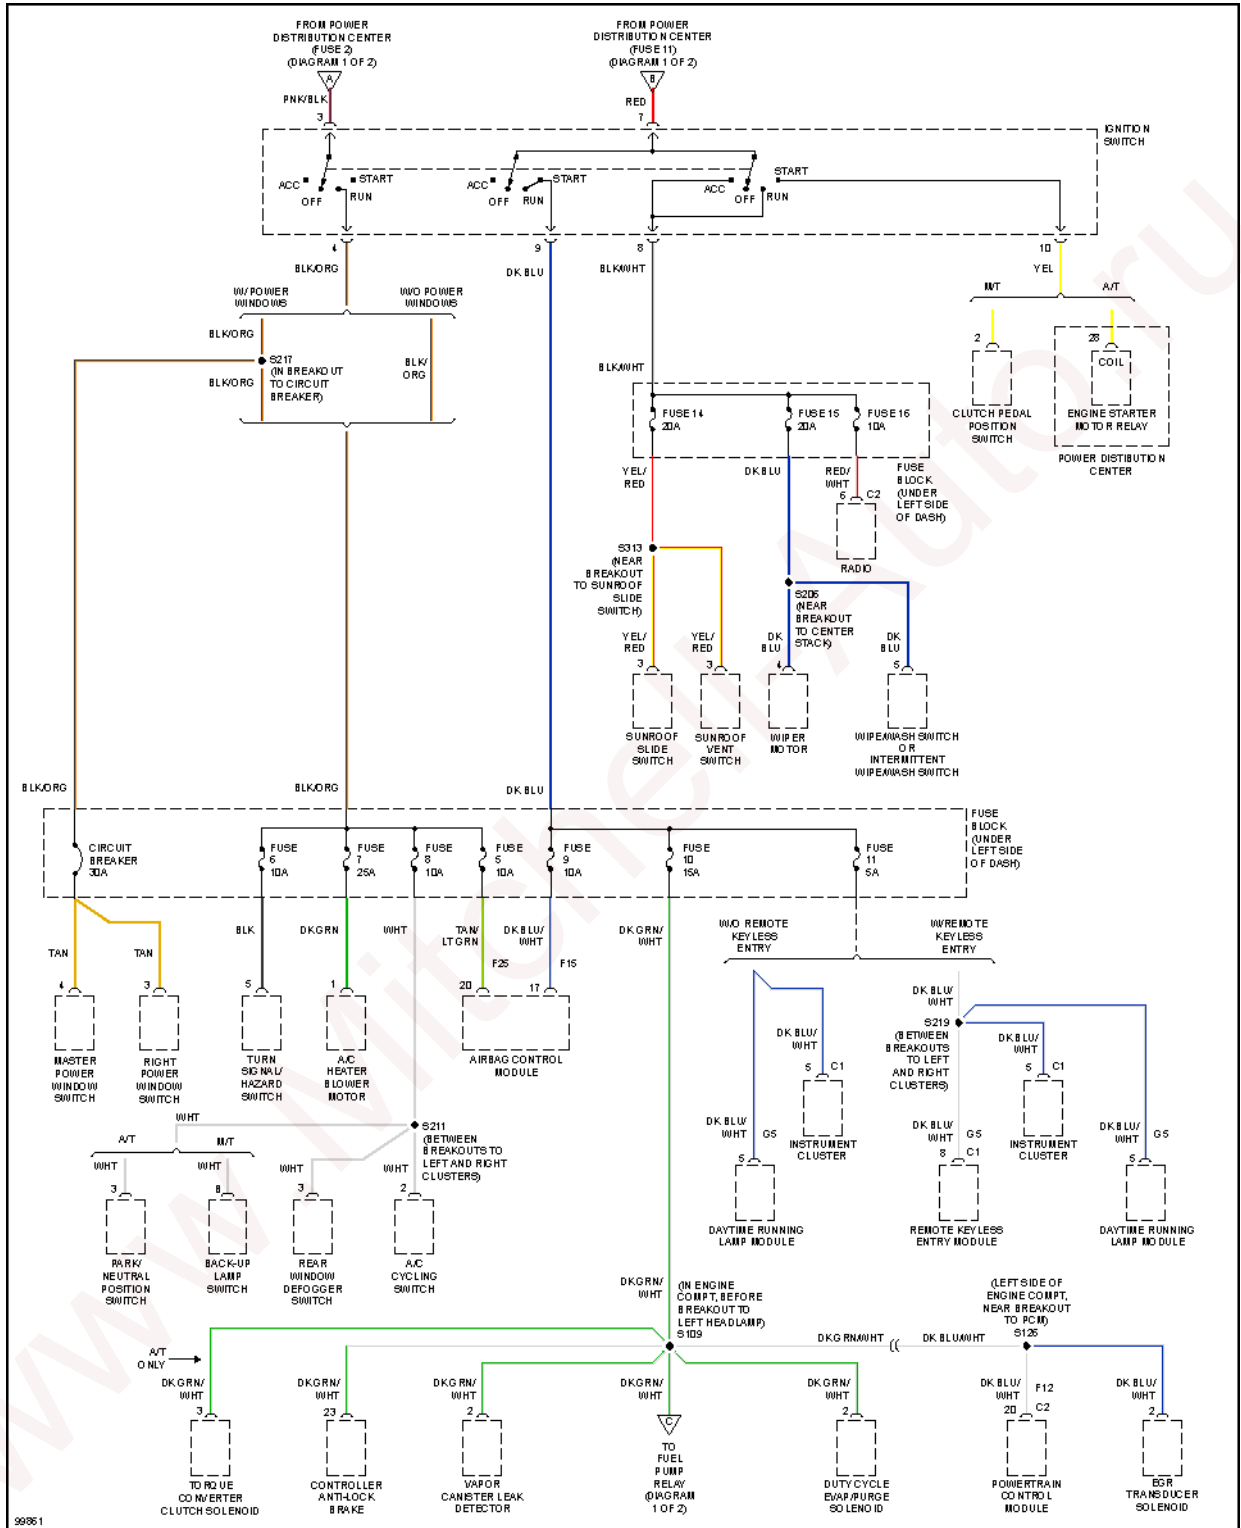 FROM POWER
DISTRIBUTION CENTER
(FUSE 2)
(DIAGRAM 1 OF 2)
A
PNK/BLK
3
FROM POWER
DISTRIBUTION CENTER
(FUSE 11)
(DIAGRAM 1 OF 2)
B
RED
7
IGNITION
SWITCH
ACC
OFF
RUN
START
ACC
OFF
RUN
START
ACC
OFF
RUN
START
4
9
8
10
BLK/ORG
DK BLU
BLK/WHT
YEL
W/ POWER
WINDOWS
W/O POWER
WINDOWS
M/T
A/T
BLK/ORG
BLK/
ORG
S217
(IN BREAKOUT
TO CIRCUIT
BREAKER)
BLK/ORG
BLK/WHT
2
28
COIL
CLUTCH PEDAL
POSITION
SWITCH
ENGINE STARTER
MOTOR RELAY
POWER DISTIBUTION
CENTER
FUSE 14
20A
FUSE 15
20A
FUSE 16
10A
FUSE
BLOCK
(UNDER
LEFT SIDE
OF DASH)
YEL/
RED
DK BLU
RED/
WHT
6
C2
RADIO
S313
(NEAR
BREAKOUT
TO SUNROOF
SLIDE
SWITCH)
S206
(NEAR
BREAKOUT
TO CENTER
STACK)
YEL/
RED
YEL/
RED
DK
BLU
DK
BLU
3
3
4
5
SUNROOF
SLIDE
SWITCH
SUNROOF
VENT
SWITCH
WIPER
MOTOR
WIPE/WASH SWITCH
OR
INTERMITTENT
WIPE/WASH SWITCH
BLK/ORG
BLK/ORG
DK BLU
FUSE
BLOCK
(UNDER
LEFT SIDE
OF DASH)
CIRCUIT
BREAKER
30A
FUSE
6
10A
FUSE
7
25A
FUSE
8
10A
FUSE
5
10A
FUSE
9
10A
FUSE
10
15A
FUSE
11
5A
TAN
TAN
BLK
DK GRN
WHT
TAN/
LT GRN
F25
DK BLU/
WHT
F15
DK GRN/
WHT
W/O REMOTE
KEYLESS
ENTRY
W/REMOTE
KEYLESS
ENTRY
4
3
5
1
20
17
MASTER
POWER
WINDOW
SWITCH
RIGHT
POWER
WINDOW
SWITCH
TURN
SIGNAL/
HAZARD
SWITCH
A/C
HEATER
BLOWER
MOTOR
AIRBAG CONTROL
MODULE
DK BLU/
WHT
S219
(BETWEEN
BREAKOUTS
TO LEFT
AND RIGHT
CLUSTERS)
DK BLU/
WHT
5
C1
INSTRUMENT
CLUSTER
DK BLU/
WHT
5
C1
INSTRUMENT
CLUSTER
DK BLU/
WHT
G5
5
DAYTIME RUNNING
LAMP MODULE
DK BLU/
WHT
G5
8
C1
REMOTE KEYLESS
ENTRY MODULE
DK BLU/
WHT
G5
5
DAYTIME RUNNING
LAMP MODULE
WHT
S211
(BETWEEN
BREAKOUTS TO
LEFT AND RIGHT
CLUSTERS)
A/T
M/T
WHT
WHT
WHT
WHT
3
8
3
2
PARK/
NEUTRAL
POSITION
SWITCH
BACK-UP
LAMP
SWITCH
REAR
WINDOW
DEFOGGER
SWITCH
A/C
CYCLING
SWITCH
DK GRN/
WHT
(IN ENGINE
COMPT, BEFORE
BREAKOUT TO
LEFT HEADLAMP)
S109
(LEFT SIDE OF
ENGINE COMPT,
NEAR BREAKOUT
TO PCM)
S126
DK GRN/WHT
DK BLU/WHT
A/T
ONLY
DK GRN/
WHT
DK GRN/
WHT
DK GRN/
WHT
DK GRN/
WHT
DK GRN/
WHT
DK BLU/
WHT
F12
DK BLU/
WHT
3
23
2
C
2
20
C2
2
TORQUE
CONVERTER
CLUTCH SOLENOID
CONTROLLER
ANTI-LOCK
BRAKE
VAPOR
CANISTER LEAK
DETECTOR
TO
FUEL
PUMP
RELAY
(DIAGRAM
1 OF 2)
DUTY CYCLE
EVAP/PURGE
SOLENOID
POWERTRAIN
CONTROL
MODULE
EGR
TRANSDUCER
SOLENOID
99861
www.Mitchell-Auto.ru